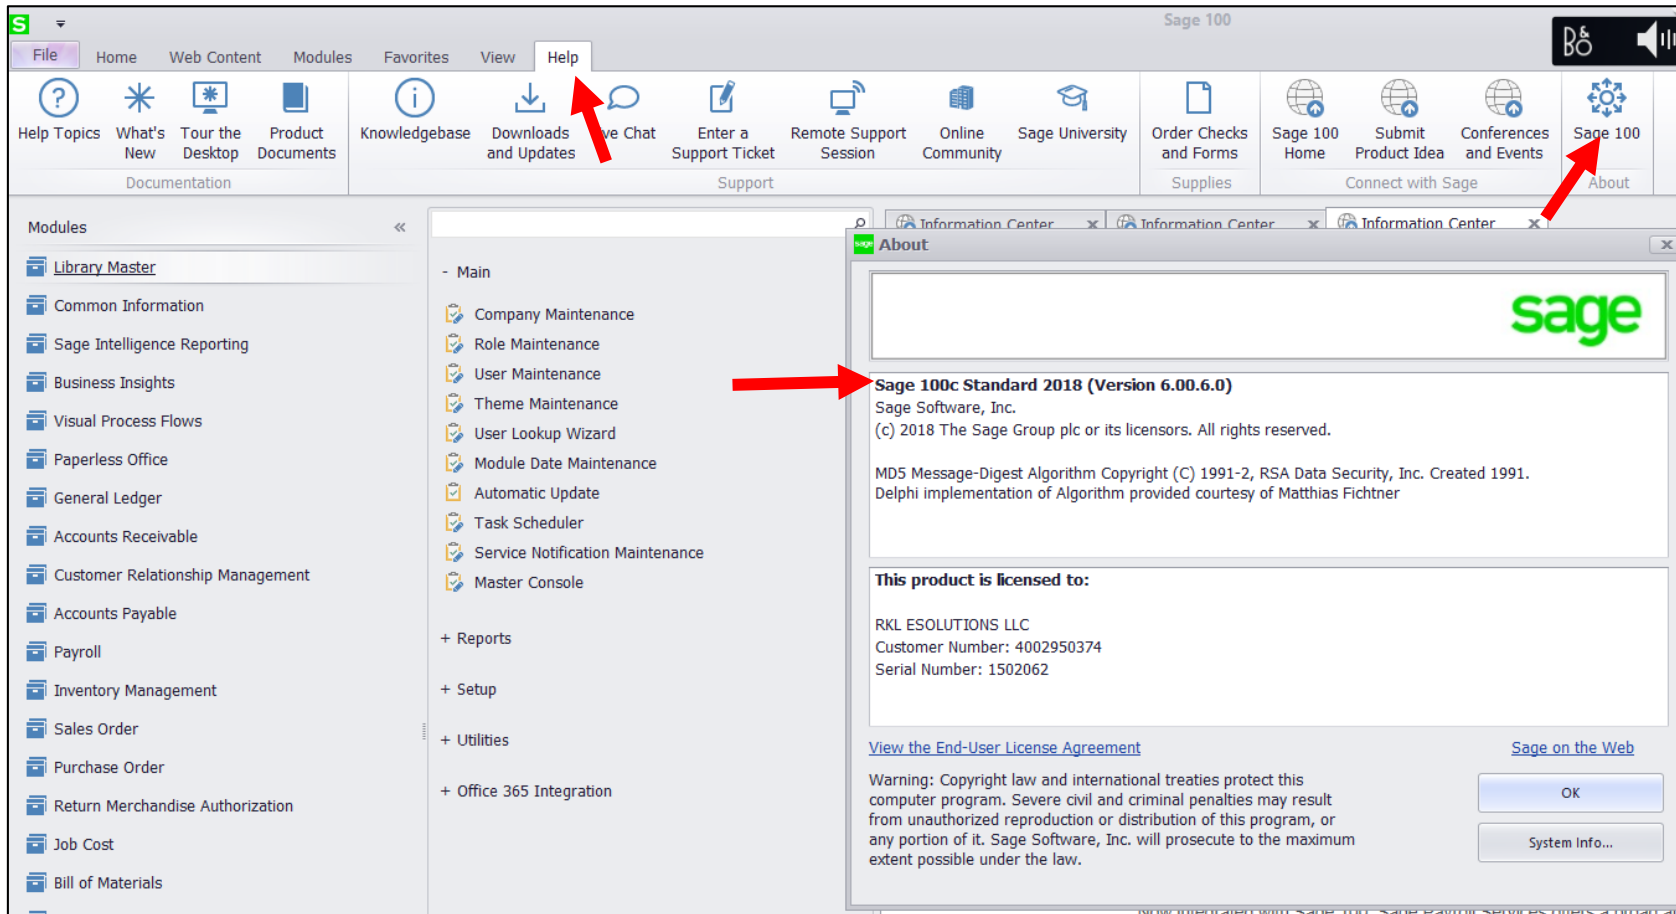 Sage 100
B&O
File Home Web Content Modules Favorites View Help
Help Topics
What's New
Tour the Desktop
Product Documents
Documentation
Knowledgebase
Downloads and Updates
ve Chat
Enter a Support Ticket
Remote Support Session
Online Community
Sage University
Support
Order Checks and Forms
Supplies
Sage 100 Home
Submit Product Idea
Conferences and Events
Connect with Sage
Sage 100
About
Modules «
Library Master
Common Information
Sage Intelligence Reporting
Business Insights
Visual Process Flows
Paperless Office
General Ledger
Accounts Receivable
Customer Relationship Management
Accounts Payable
Payroll
Inventory Management
Sales Order
Purchase Order
Return Merchandise Authorization
Job Cost
Bill of Materials
- Main
Company Maintenance
Role Maintenance
User Maintenance
Theme Maintenance
User Lookup Wizard
Module Date Maintenance
Automatic Update
Task Scheduler
Service Notification Maintenance
Master Console
+ Reports
+ Setup
+ Utilities
+ Office 365 Integration
Information Center x Information Center x Information Center x
sage About x
sage
Sage 100c Standard 2018 (Version 6.00.6.0)
Sage Software, Inc.
(c) 2018 The Sage Group plc or its licensors. All rights reserved.
MD5 Message-Digest Algorithm Copyright (C) 1991-2, RSA Data Security, Inc. Created 1991.
Delphi implementation of Algorithm provided courtesy of Matthias Fichtner
This product is licensed to:
RKL ESOLUTIONS LLC
Customer Number: 4002950374
Serial Number: 1502062
View the End-User License Agreement
Sage on the Web
Warning: Copyright law and international treaties protect this
computer program. Severe civil and criminal penalties may result
from unauthorized reproduction or distribution of this program, or
any portion of it. Sage Software, Inc. will prosecute to the maximum
extent possible under the law.
OK
System Info...